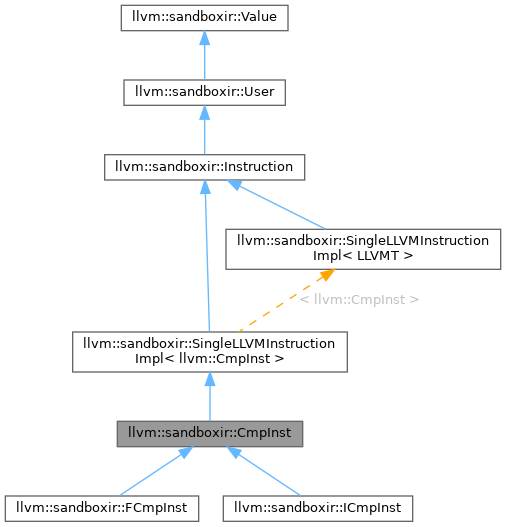 llvm::sandboxir::Value
llvm::sandboxir::User
llvm::sandboxir::Instruction
llvm::sandboxir::SingleLLVMInstruction
Impl< LLVMT >
< llvm::CmpInst >
llvm::sandboxir::SingleLLVMInstruction
Impl< llvm::CmpInst >
llvm::sandboxir::CmpInst
llvm::sandboxir::FCmpInst
llvm::sandboxir::ICmpInst